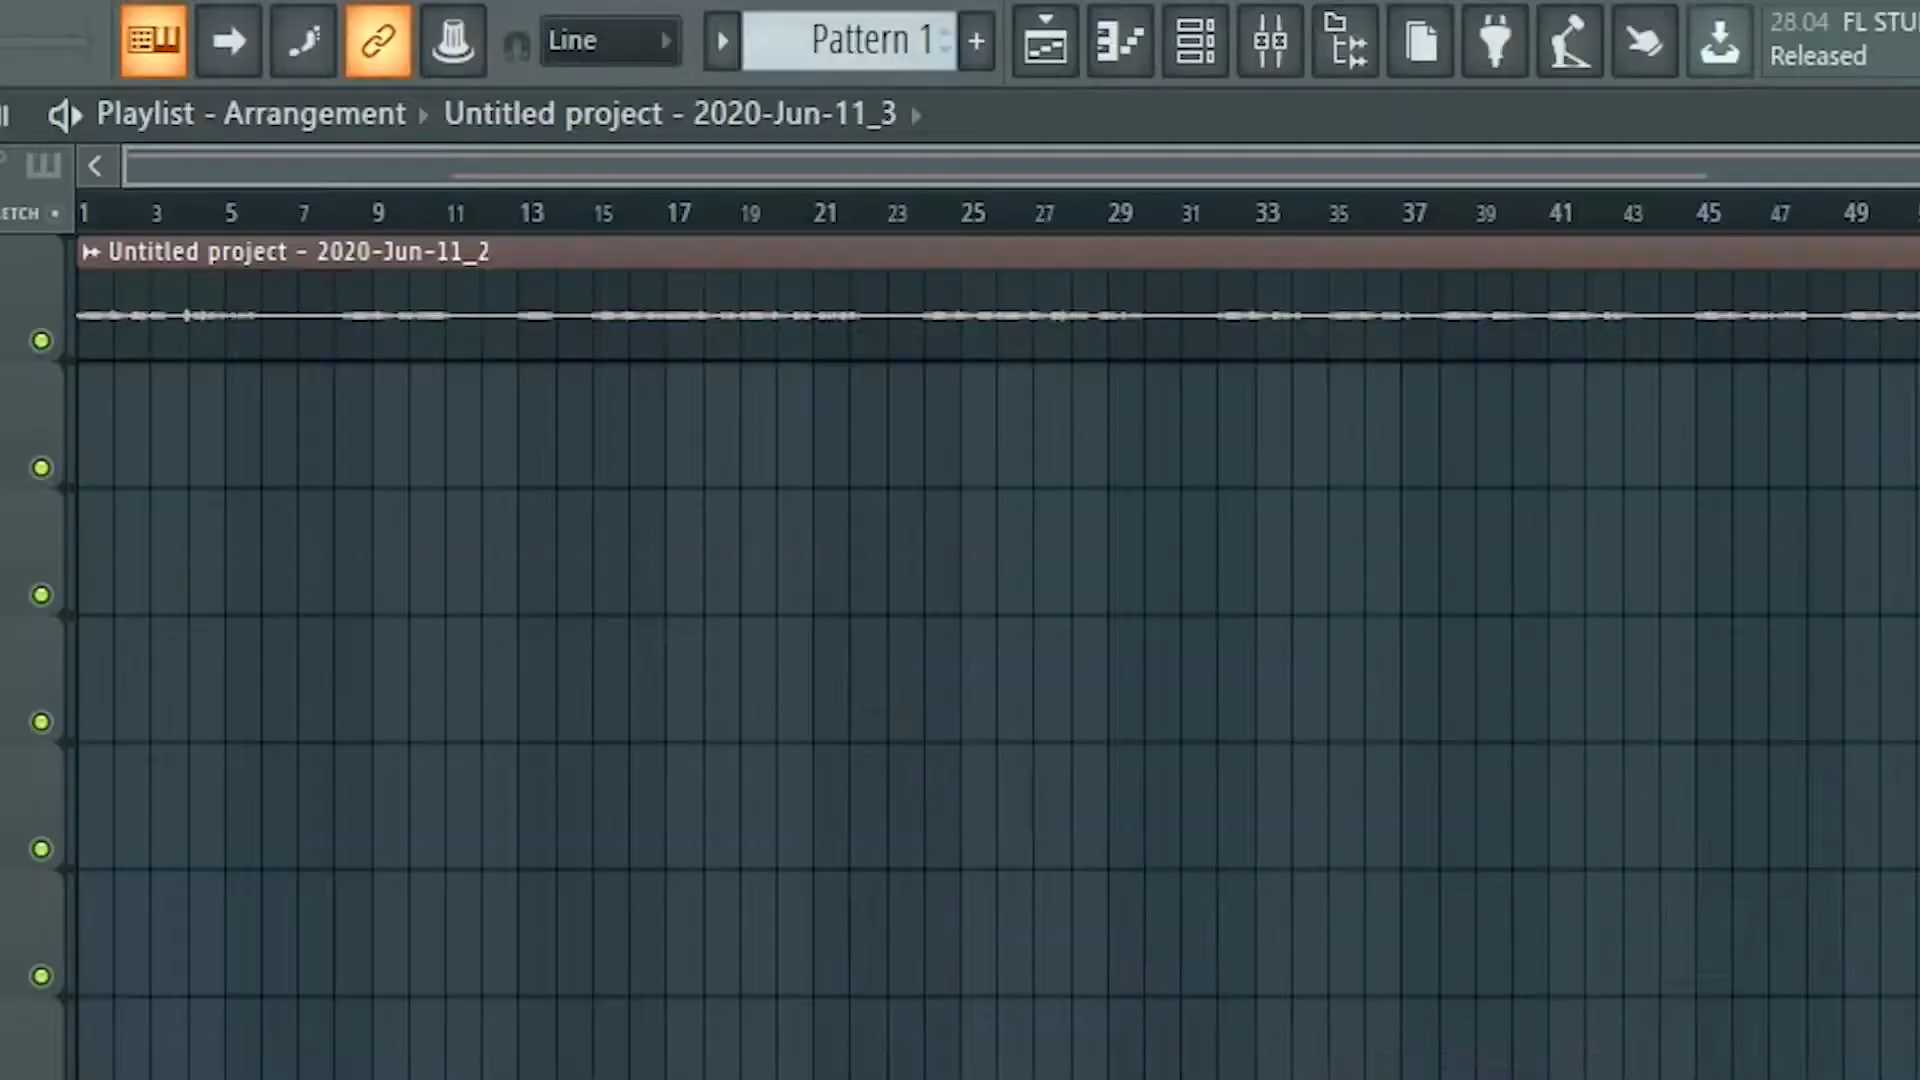 Line
Pattern 1
+
28.04 FL STU
Released
Playlist - Arrangement
Untitled project - 2020-Jun-11_3
ETCH
1 3 5 7 9 11 13 15 17 19 21 23 25 27 29 31 33 35 37 39 41 43 45 47 49
Untitled project - 2020-Jun-11_2